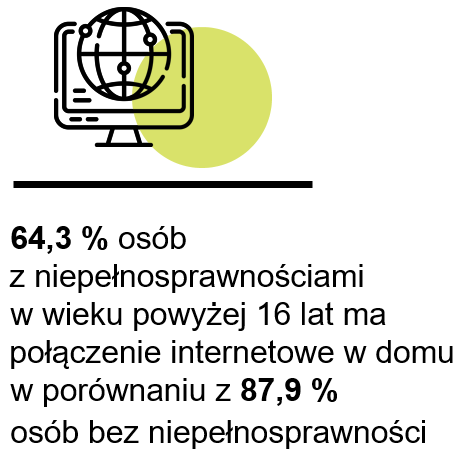 64,3 % osób
z niepełnosprawnościami
w wieku powyżej 16 lat ma
połączenie internetowe w domu
w porównaniu z 87,9 %
osób bez niepełnosprawności